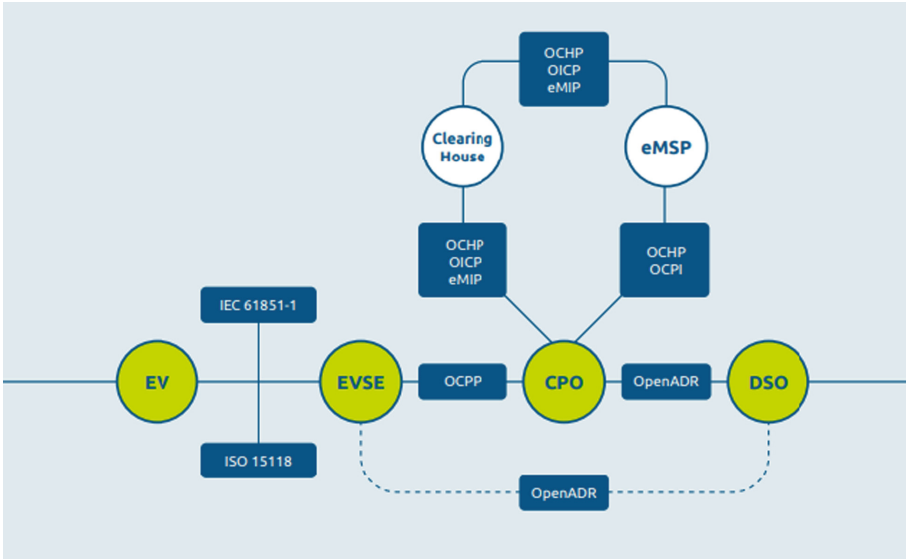 OCHP
OICP
eMIP
Clearing
House
eMSP
OCHP
OICP
eMIP
OCHP
OCPI
IEC 61851-1
EV
EVSE
OCPP
CPO
OpenADR
DSO
ISO 15118
OpenADR